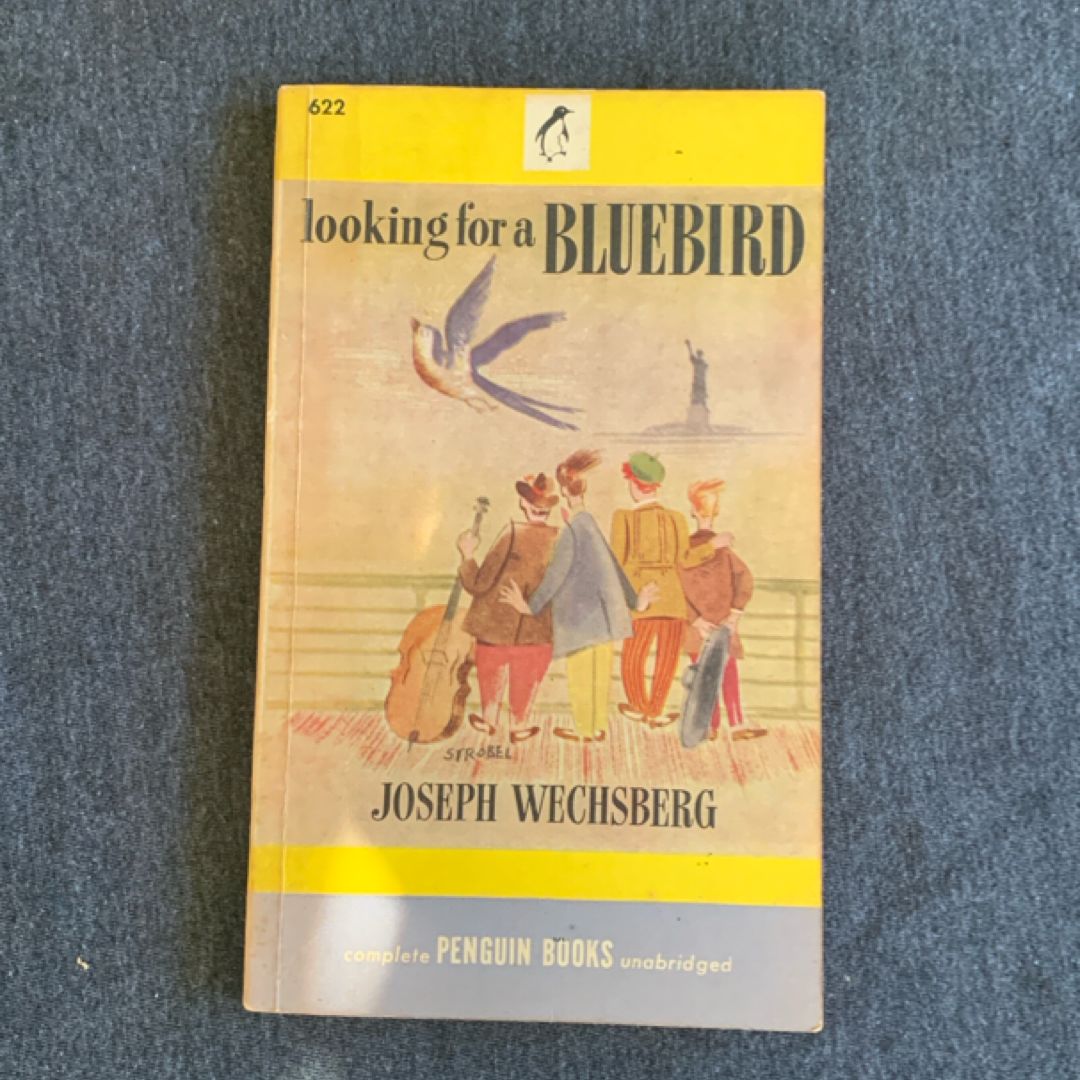 622
looking for a BLUEBIRD
STROBEL
JOSEPH WECHSBERG
complete PENGUIN BOOKS unabridged